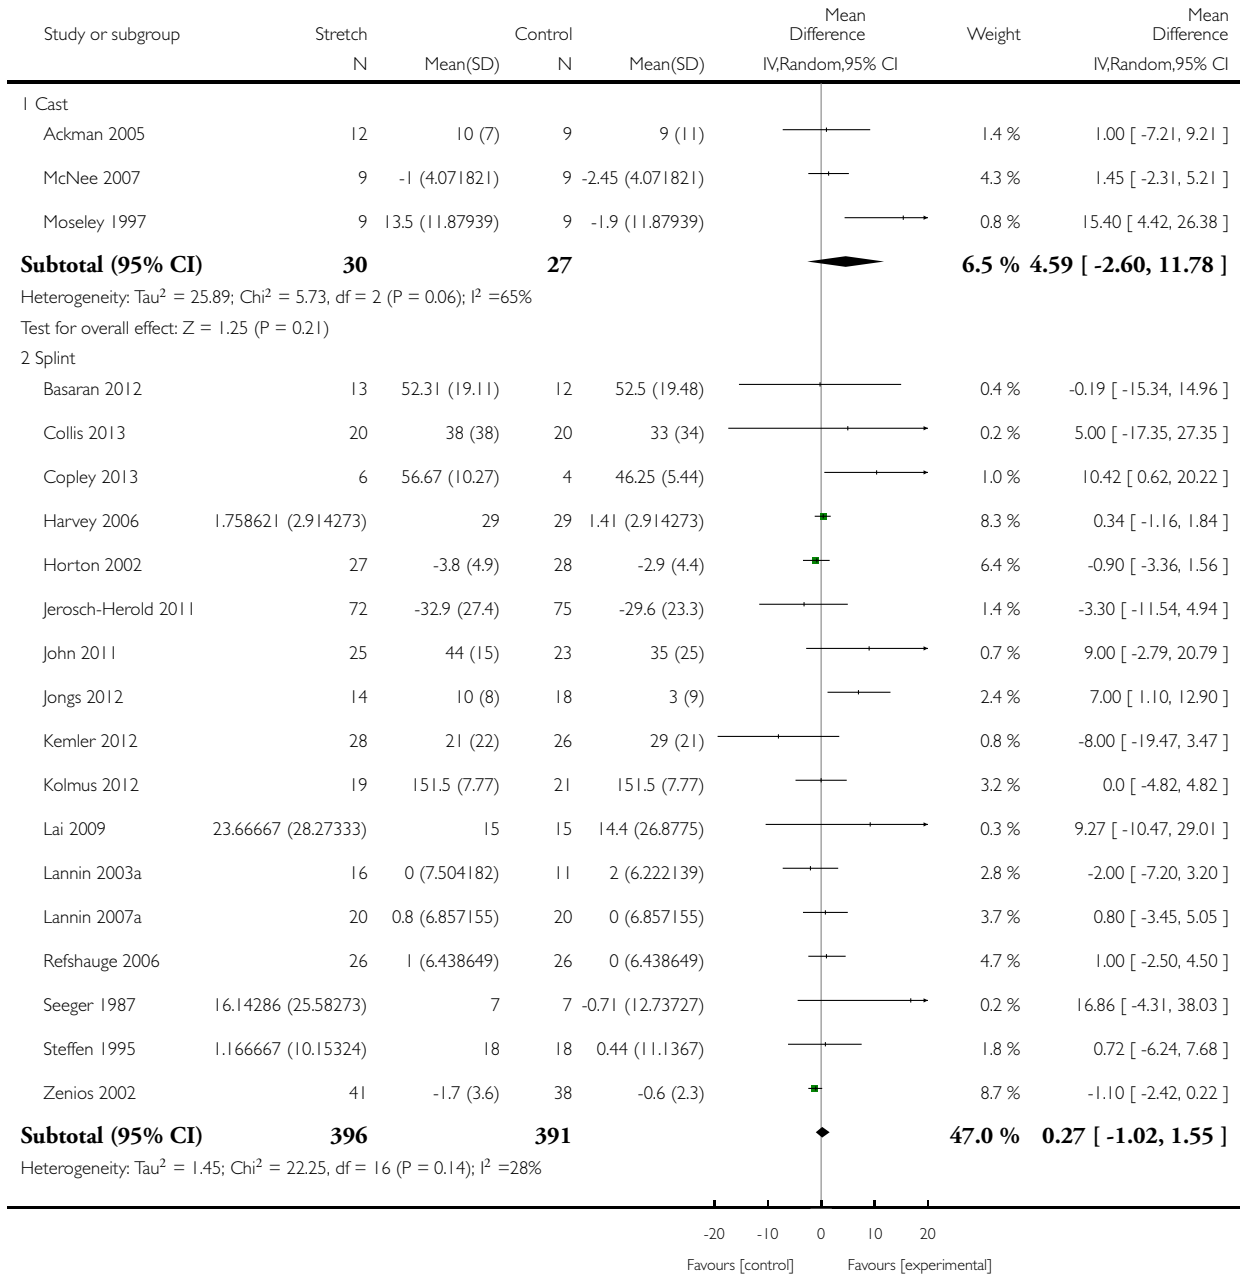 Mean Mean
Study or subgroup Stretch Control Difference Weight Difference
N Mean(SD) N Mean(SD) IV,Random,95% CI IV,Random,95% CI
1 Cast
Ackman 2005 12 10 (7) 9 9 (11) 1.4 % 1.00 [ -7.21, 9.21 ]
McNee 2007 9 -1 (4.071821) 9 -2.45 (4.071821) 4.3 % 1.45 [ -2.31, 5.21 ]
Moseley 1997 9 13.5 (11.87939) 9 -1.9 (11.87939) 0.8 % 15.40 [ 4.42, 26.38 ]
Subtotal (95% CI) 30 27 6.5 % 4.59 [ -2.60, 11.78 ]
Heterogeneity: Tau² = 25.89; Chi² = 5.73, df = 2 (P = 0.06); I² =65%
Test for overall effect: Z = 1.25 (P = 0.21)
2 Splint
Basaran 2012 13 52.31 (19.11) 12 52.5 (19.48) 0.4 % -0.19 [ -15.34, 14.96 ]
Collis 2013 20 38 (38) 20 33 (34) 0.2 % 5.00 [ -17.35, 27.35 ]
Copley 2013 6 56.67 (10.27) 4 46.25 (5.44) 1.0 % 10.42 [ 0.62, 20.22 ]
Harvey 2006 1.758621 (2.914273) 29 29 1.41 (2.914273) 8.3 % 0.34 [ -1.16, 1.84 ]
Horton 2002 27 -3.8 (4.9) 28 -2.9 (4.4) 6.4 % -0.90 [ -3.36, 1.56 ]
Jerosch-Herold 2011 72 -32.9 (27.4) 75 -29.6 (23.3) 1.4 % -3.30 [ -11.54, 4.94 ]
John 2011 25 44 (15) 23 35 (25) 0.7 % 9.00 [ -2.79, 20.79 ]
Jongs 2012 14 10 (8) 18 3 (9) 2.4 % 7.00 [ 1.10, 12.90 ]
Kemler 2012 28 21 (22) 26 29 (21) 0.8 % -8.00 [ -19.47, 3.47 ]
Kolmus 2012 19 151.5 (7.77) 21 151.5 (7.77) 3.2 % 0.0 [ -4.82, 4.82 ]
Lai 2009 23.66667 (28.27333) 15 15 14.4 (26.8775) 0.3 % 9.27 [ -10.47, 29.01 ]
Lannin 2003a 16 0 (7.504182) 11 2 (6.222139) 2.8 % -2.00 [ -7.20, 3.20 ]
Lannin 2007a 20 0.8 (6.857155) 20 0 (6.857155) 3.7 % 0.80 [ -3.45, 5.05 ]
Refshauge 2006 26 1 (6.438649) 26 0 (6.438649) 4.7 % 1.00 [ -2.50, 4.50 ]
Seeger 1987 16.14286 (25.58273) 7 7 -0.71 (12.73727) 0.2 % 16.86 [ -4.31, 38.03 ]
Steffen 1995 1.166667 (10.15324) 18 18 0.44 (11.1367) 1.8 % 0.72 [ -6.24, 7.68 ]
Zenios 2002 41 -1.7 (3.6) 38 -0.6 (2.3) 8.7 % -1.10 [ -2.42, 0.22 ]
Subtotal (95% CI) 396 391 47.0 % 0.27 [ -1.02, 1.55 ]
Heterogeneity: Tau² = 1.45; Chi² = 22.25, df = 16 (P = 0.14); I² =28%
-20 -10 0 10 20
Favours [control] Favours [experimental]